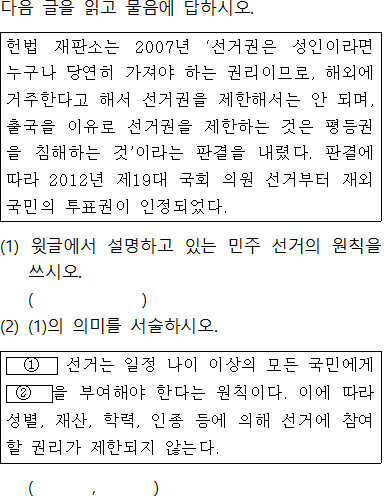 다음 글을 읽고 물음에 답하시오.
헌법 재판소는 2007년 ‘선거권은 성인이라면
누구나 당연히 가져야 하는 권리이므로, 해외에
거주한다고 해서 선거권을 제한해서는 안 되며,
출국을 이유로 선거권을 제한하는 것은 평등권
을 침해하는 것’이라는 판결을 내렸다. 판결에
따라 2012년 제19대 국회 의원 선거부터 재외
국민의 투표권이 인정되었다.
(1) 윗글에서 설명하고 있는 민주 선거의 원칙을
쓰시오.
( )
(2) (1)의 의미를 서술하시오.
① 선거는 일정 나이 이상의 모든 국민에게
②을 부여해야 한다는 원칙이다. 이에 따라
성별, 재산, 학력, 인종 등에 의해 선거에 참여
할 권리가 제한되지 않는다.
( , )